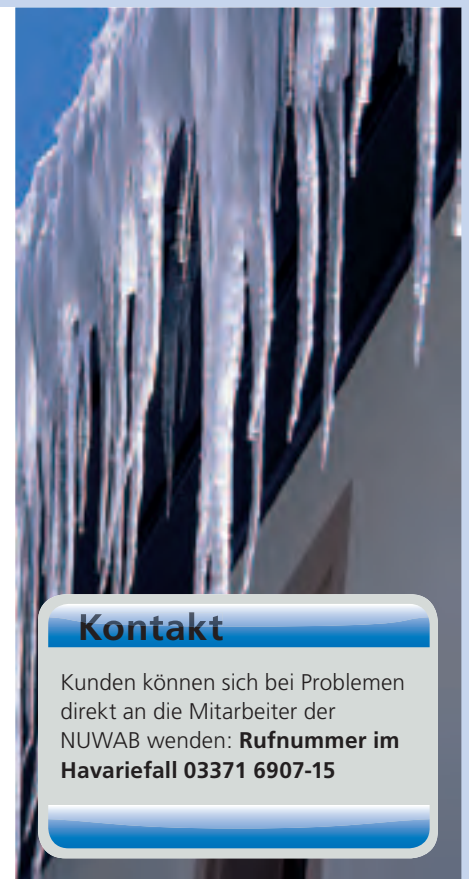 Kontakt
Kunden können sich bei Problemen
direkt an die Mitarbeiter der
NUWAB wenden: Rufnummer im
Havariefall 03371 6907-15